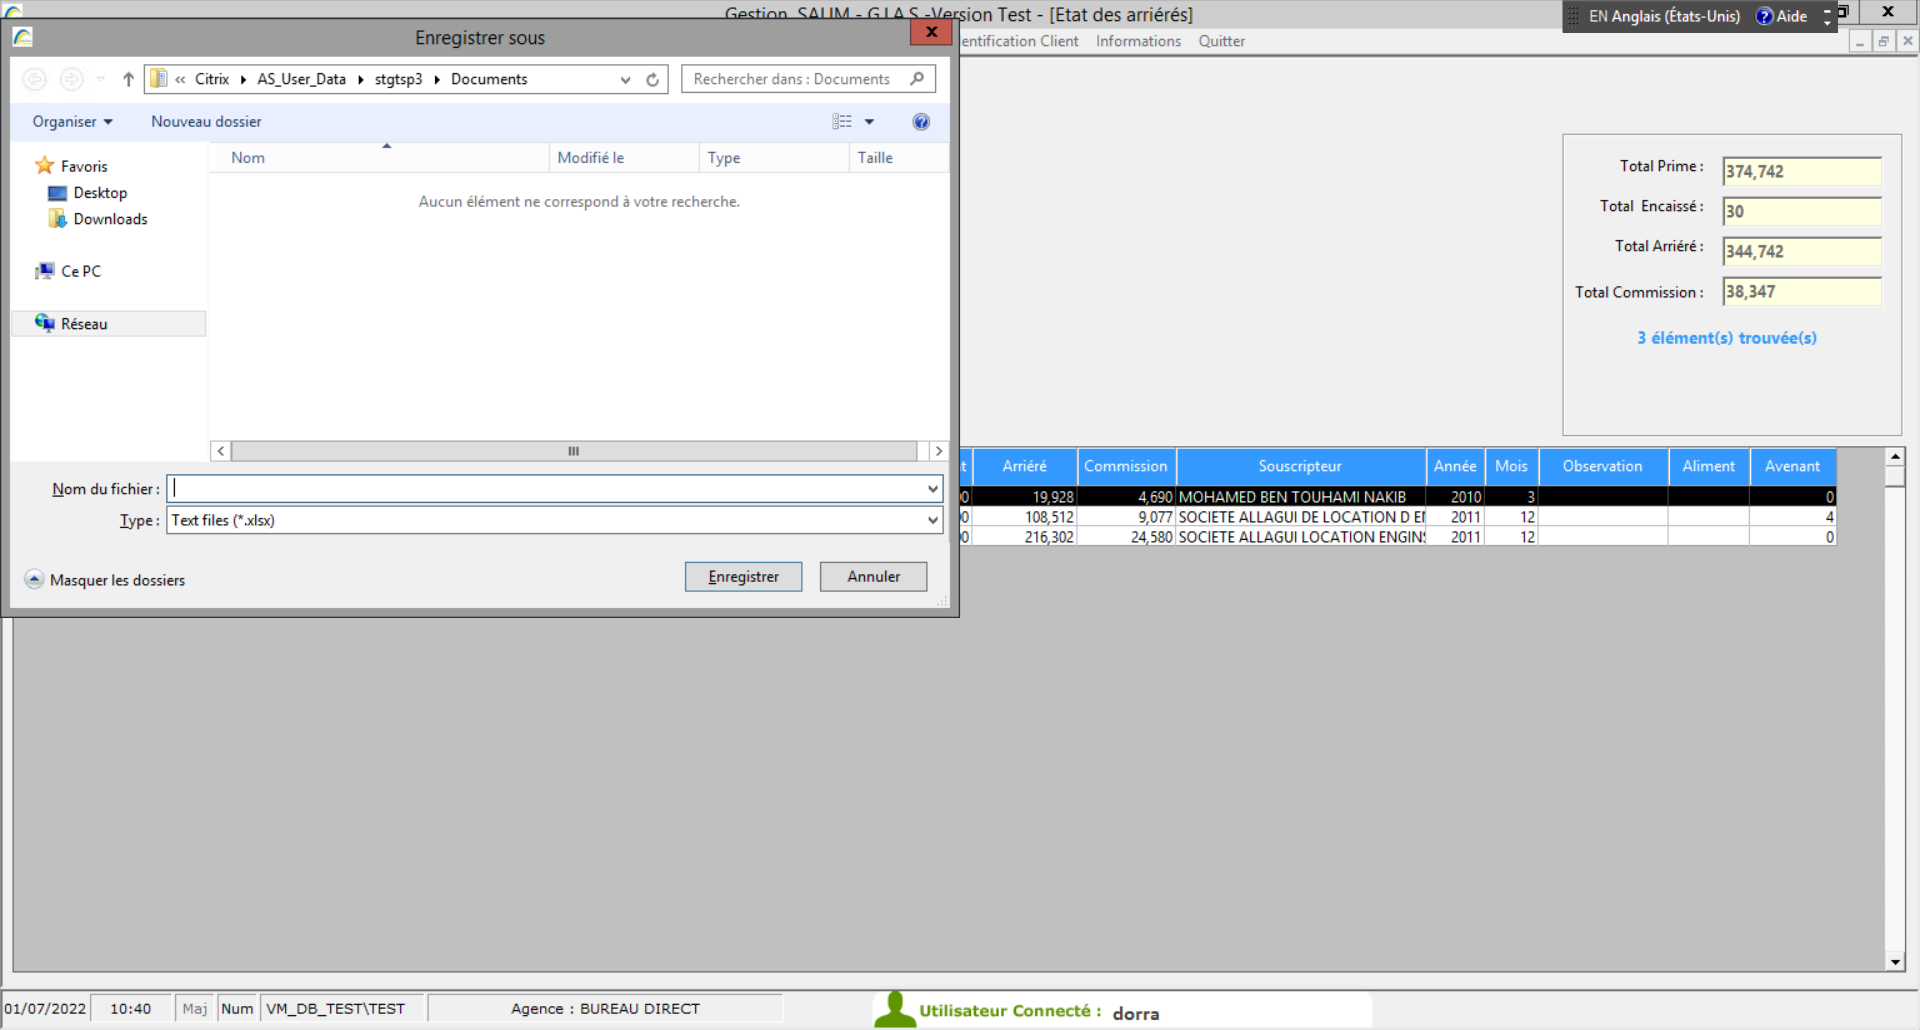 Gestion SALIM - G.I.A.S -Version Test - [Etat des arriérés]
EN Anglais (États-Unis) Aide
Enregistrer sous
entification Client Informations Quitter
« Citrix AS_User_Data stgtsp3 Documents
Rechercher dans : Documents
Organiser Nouveau dossier
Nom Modifié le Type Taille
Favoris
Desktop
Downloads
Ce PC
Réseau
Aucun élément ne correspond à votre recherche.
Nom du fichier :
Type : Text files (*.xlsx)
Masquer les dossiers
Enregistrer Annuler
Total Prime : 374,742
Total Encaissé : 30
Total Arriéré : 344,742
Total Commission : 38,347
3 élément(s) trouvée(s)
t Arriéré Commission Souscripteur Année Mois Observation Aliment Avenant
00 19,928 4,690 MOHAMED BEN TOUHAMI NAKIB 2010 3 0
00 108,512 9,077 SOCIETE ALLAGUI DE LOCATION D EI 2011 12 4
00 216,302 24,580 SOCIETE ALLAGUI LOCATION ENGINS 2011 12 0
01/07/2022 10:40 Maj Num VM_DB_TEST\TEST Agence : BUREAU DIRECT Utilisateur Connecté : dorra